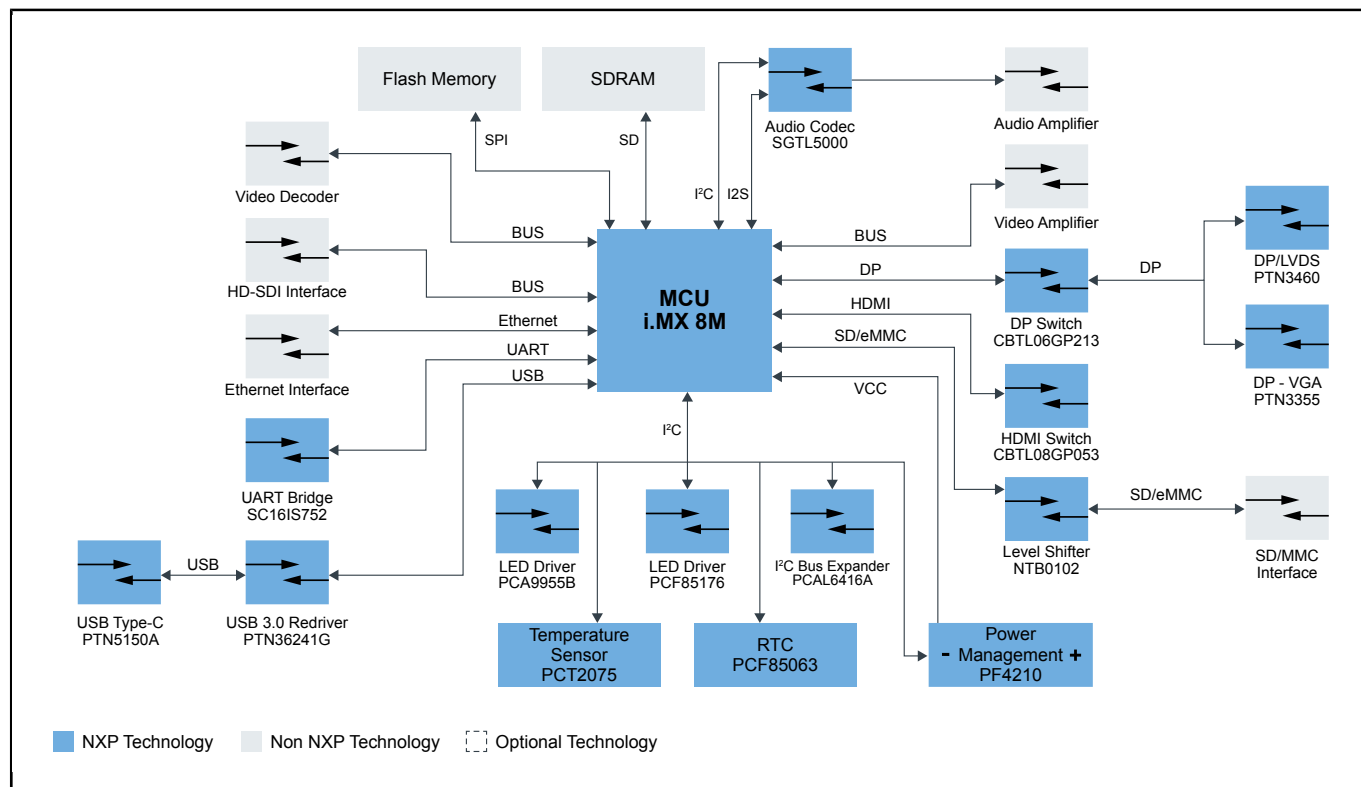 Flash Memory
SDRAM
Audio Codec
SGTL5000
Audio Amplifier
SPI
SD
I²C
I2S
Video Decoder
Video Amplifier
BUS
BUS
HD-SDI Interface
BUS
DP
DP Switch
CBTL06GP213
DP
DP/LVDS
PTN3460
DP - VGA
PTN3355
MCU
i.MX 8M
Ethernet
Ethernet Interface
HDMI
HDMI Switch
CBTL08GP053
UART
SD/eMMC
USB
VCC
I²C
UART Bridge
SC16IS752
USB Type-C
PTN5150A
USB
USB 3.0 Redriver
PTN36241G
LED Driver
PCA9955B
LED Driver
PCF85176
I²C Bus Expander
PCAL6416A
Level Shifter
NTB0102
SD/eMMC
SD/MMC
Interface
Temperature
Sensor
PCT2075
RTC
PCF85063
Power
- Management +
PF4210
NXP Technology
Non NXP Technology
Optional Technology